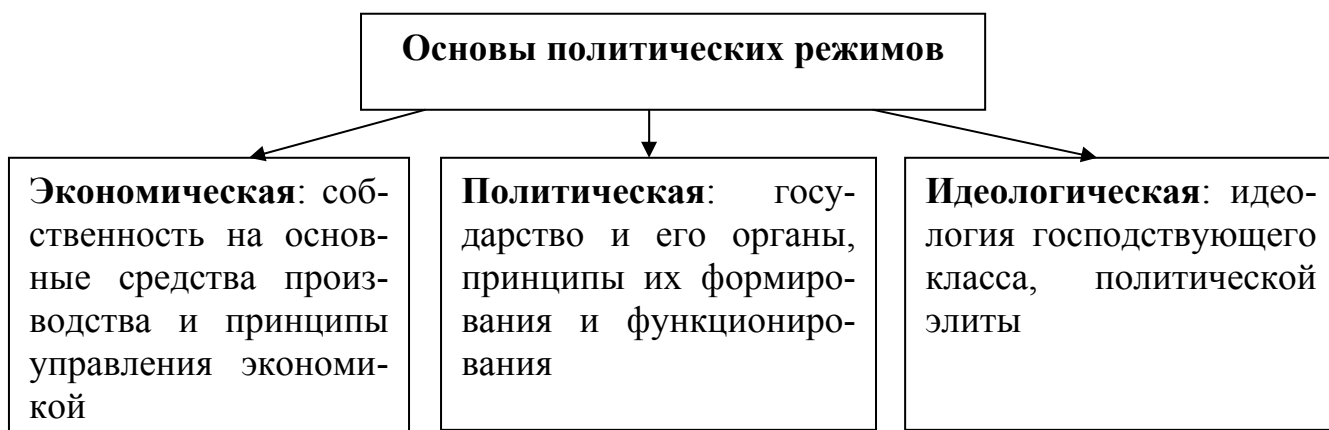 Основы политических режимов
Экономическая: соб-
ственность на основ-
ные средства произ-
водства и принципы
управления экономи-
кой
Политическая: госу-
дарство и его органы,
принципы их формиро-
вания и функциониро-
вания
Идеологическая: идео-
логия господствующего
класса, политической
элиты